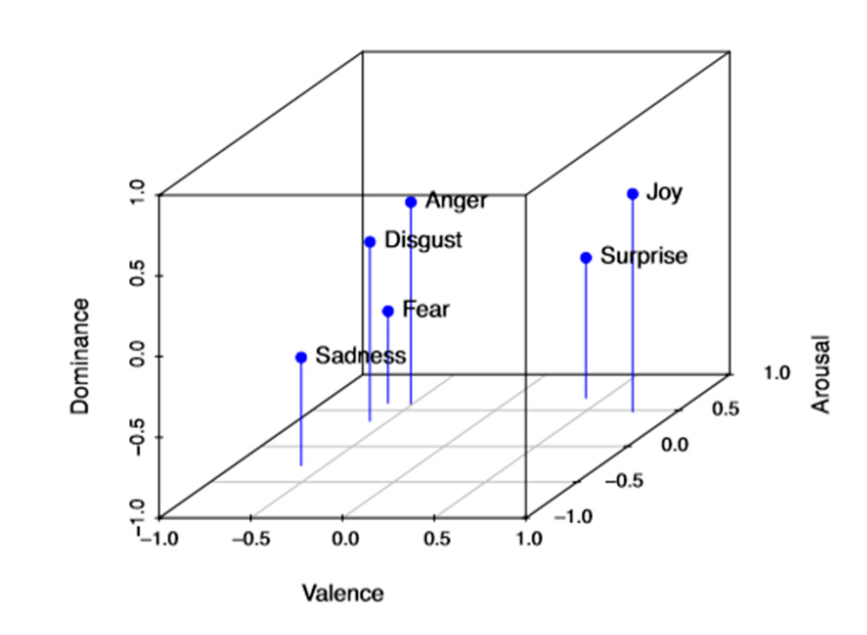 1.0
0.5
0.0
−0.5
−1.0
Dominance
Anger
Joy
Disgust
Surprise
Fear
Sadness
1.0
0.5
0.0
−0.5
−1.0
Arousal
−1.0 −0.5 0.0 0.5 1.0
Valence